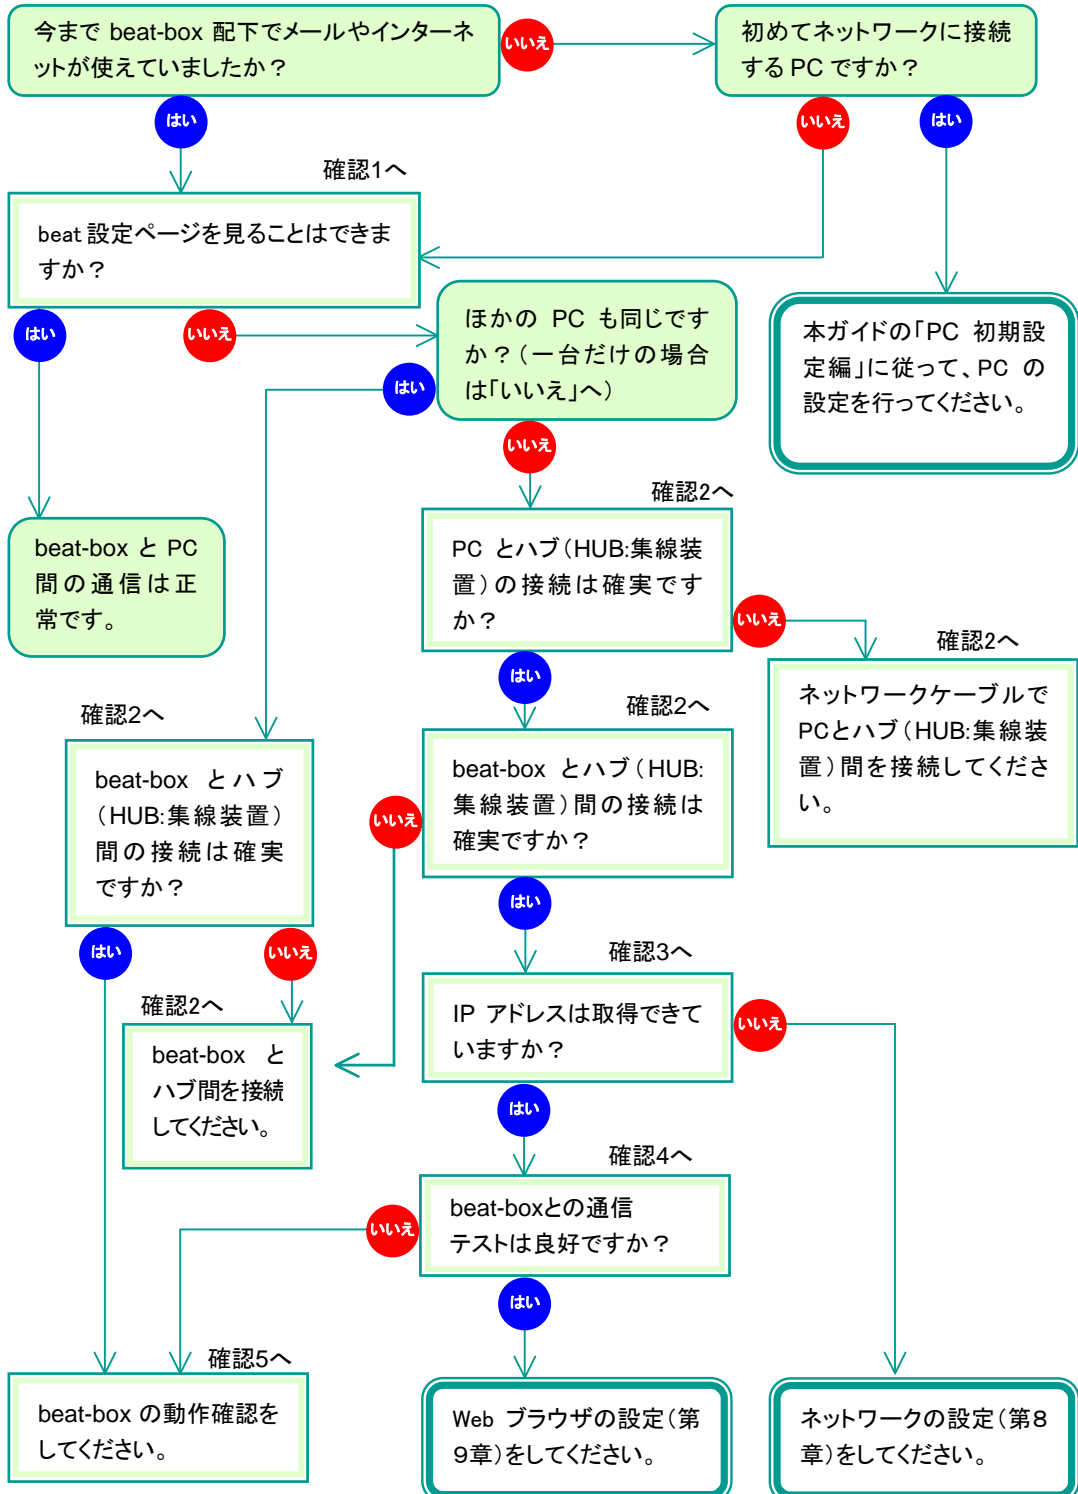 今まで beat-box 配下でメールやインターネ
ットが使えていましたか？
いいえ
初めてネットワークに接続
する PC ですか？
はい
いいえ
はい
確認1へ
beat 設定ページを見ることはできま
すか？
はい
いいえ
ほかの PC も同じです
か？（一台だけの場合
は「いいえ」へ）
はい
いいえ
本ガイドの「PC 初期設
定編」に従って、PC の
設定を行ってください。
beat-box と PC
間の通信は正
常です。
確認2へ
PC とハブ（HUB:集線装
置）の接続は確実です
か？
いいえ
はい
確認2へ
ネットワークケーブルで
PCとハブ（HUB:集線装
置）間を接続してくださ
い。
確認2へ
beat-box とハブ
（HUB:集線装置）
間の接続は確実
ですか？
はい
いいえ
確認2へ
beat-box とハブ（HUB:
集線装置）間の接続は
確実ですか？
いいえ
はい
確認2へ
beat-box と
ハブ間を接続
してください。
確認3へ
IP アドレスは取得できて
いますか？
いいえ
はい
確認4へ
beat-boxとの通信
テストは良好ですか？
いいえ
はい
確認5へ
beat-box の動作確認を
してください。
Web ブラウザの設定（第
９章）をしてください。
ネットワークの設定（第８
章）をしてください。